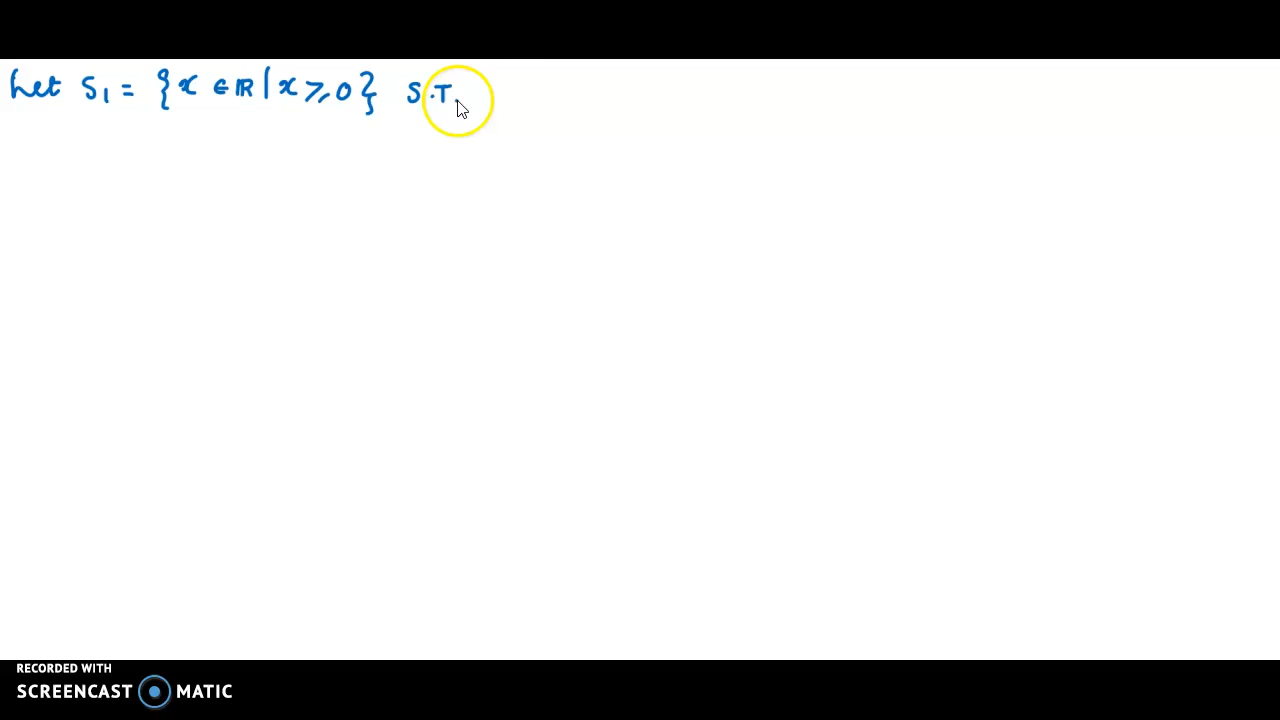 Let S₁ = {x ∈ ℝ | x ⩾ 0} S.T.
RECORDED WITH
SCREENCAST MATIC